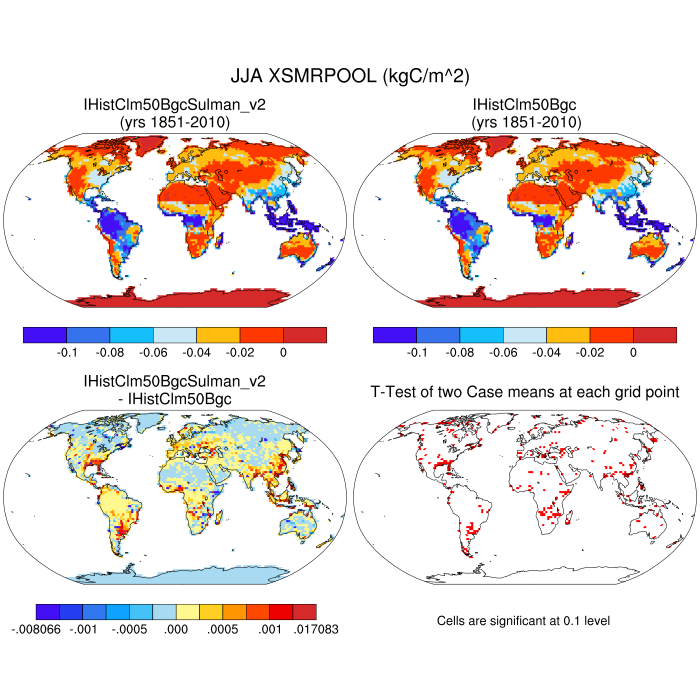 JJA XSMRPOOL (kgC/m^2)
IHistClm50BgcSulman_v2
(yrs 1851-2010)
IHistClm50Bgc
(yrs 1851-2010)
-0.1 -0.08 -0.06 -0.04 -0.02 0
-0.1 -0.08 -0.06 -0.04 -0.02 0
IHistClm50BgcSulman_v2
- IHistClm50Bgc
T-Test of two Case means at each grid point
-.008066 -.001 -.0005 .000 .0005 .001 .017083
Cells are significant at 0.1 level